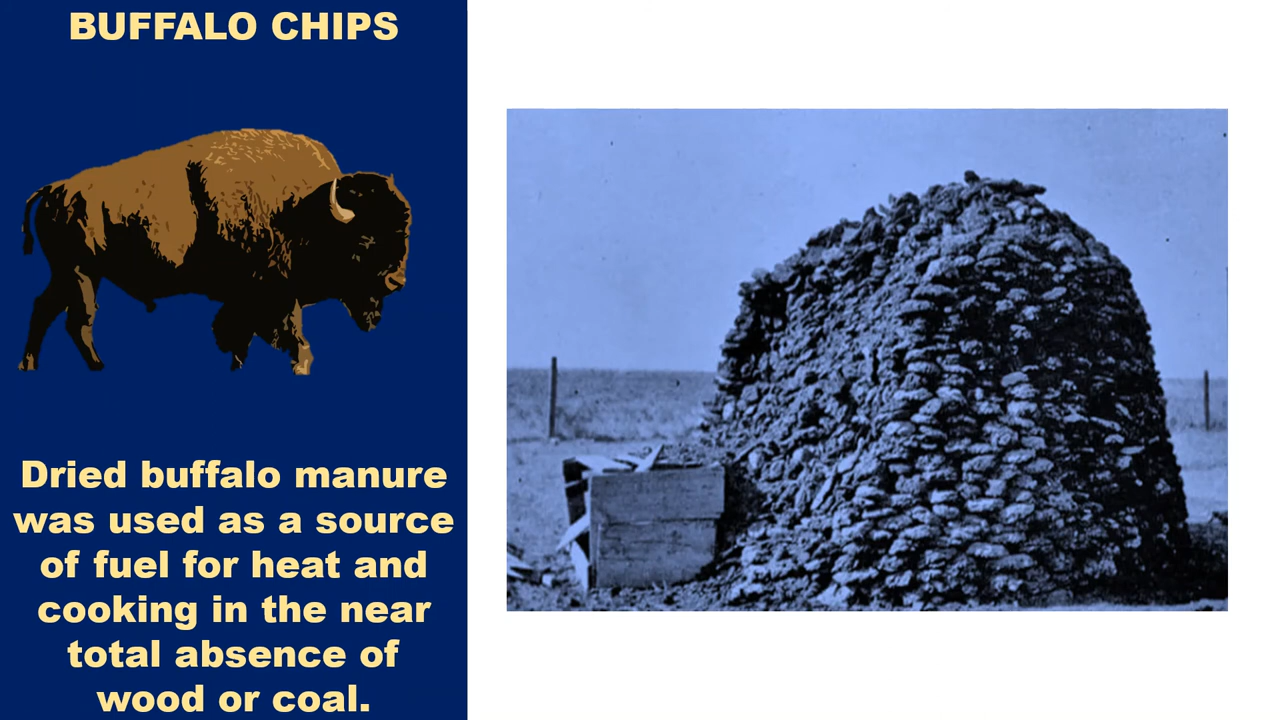 BUFFALO CHIPS
Dried buffalo manure
was used as a source
of fuel for heat and
cooking in the near
total absence of
wood or coal.